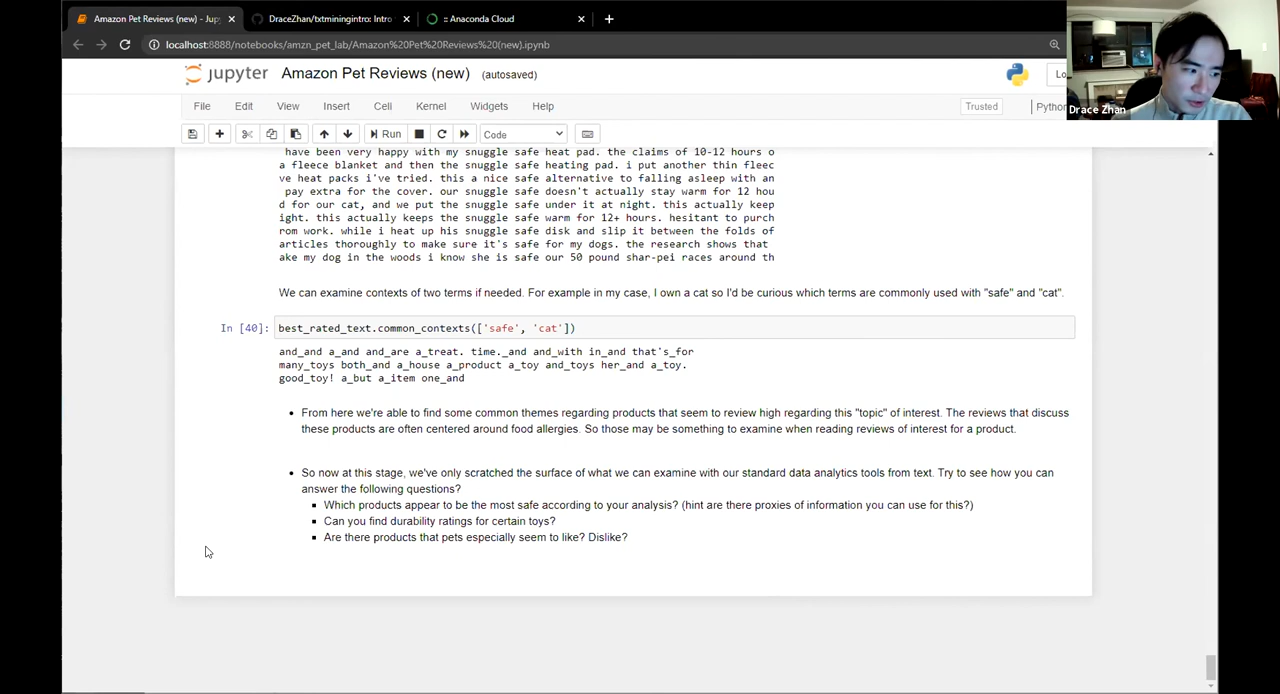 Amazon Pet Reviews (new) - Jup
DraceZhan/txtminingintro: Intro
:: Anaconda Cloud
localhost:8888/notebooks/amzn_pet_lab/Amazon%20Pet%20Reviews%20(new).ipynb
jupyter Amazon Pet Reviews (new) (autosaved)
Lo
Drace Zhan
File Edit View Insert Cell Kernel Widgets Help
Trusted
Python
Run
Code
have been very happy with my snuggle safe heat pad. the claims of 10-12 hours o
a fleece blanket and then the snuggle safe heating pad. i put another thin fleec
ve heat packs i've tried. this a nice safe alternative to falling asleep with an
pay extra for the cover. our snuggle safe doesn't actually stay warm for 12 hou
d for our cat, and we put the snuggle safe under it at night. this actually keep
ight. this actually keeps the snuggle safe warm for 12+ hours. hesitant to purch
rom work. while i heat up his snuggle safe disk and slip it between the folds of
articles thoroughly to make sure it's safe for my dogs. the research shows that
ake my dog in the woods i know she is safe our 50 pound shar-pei races around th
We can examine contexts of two terms if needed. For example in my case, I own a cat so I'd be curious which terms are commonly used with "safe" and "cat".
In [40]: best_rated_text.common_contexts(['safe', 'cat'])
and_and a_and and_are a_treat. time._and and_with in_and that's_for
many_toys both_and a_house a_product a_toy and_toys her_and a_toy.
good_toy! a_but a_item one_and
• From here we're able to find some common themes regarding products that seem to review high regarding this "topic" of interest. The reviews that discuss
these products are often centered around food allergies. So those may be something to examine when reading reviews of interest for a product.
• So now at this stage, we've only scratched the surface of what we can examine with our standard data analytics tools from text. Try to see how you can
answer the following questions?
▪ Which products appear to be the most safe according to your analysis? (hint are there proxies of information you can use for this?)
▪ Can you find durability ratings for certain toys?
▪ Are there products that pets especially seem to like? Dislike?